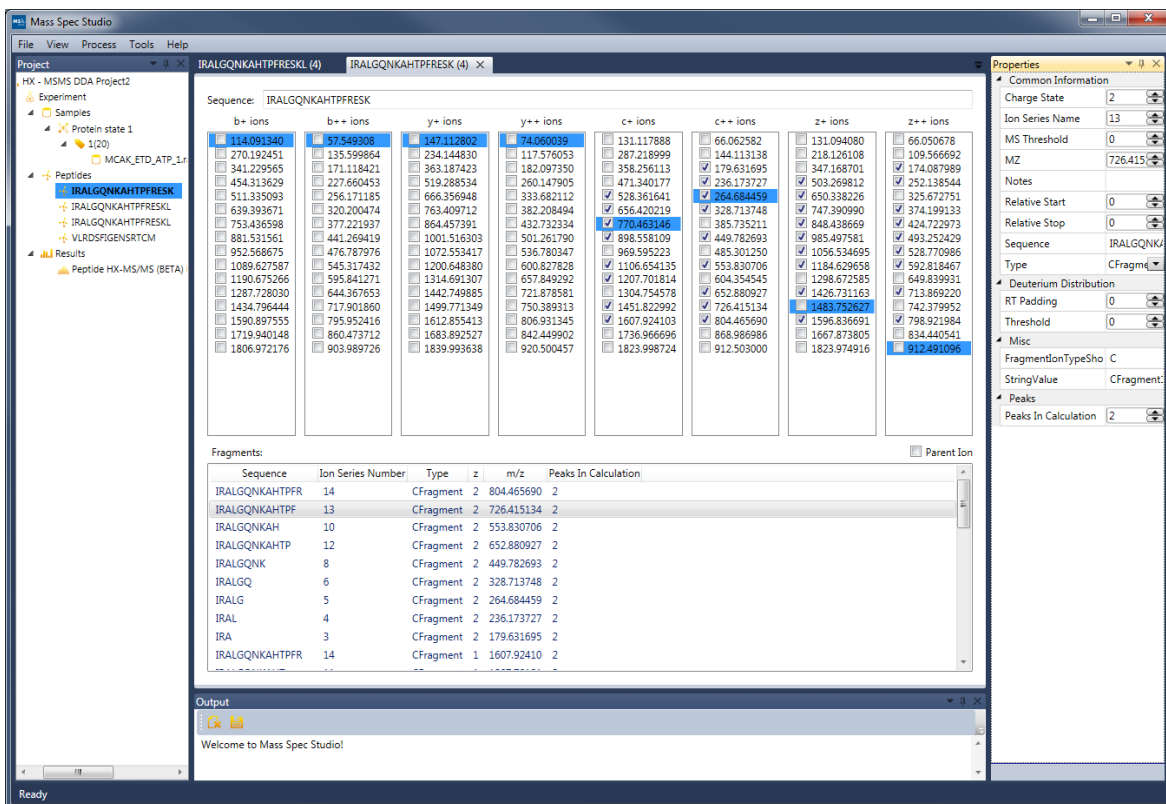 Mass Spec Studio
File View Process Tools Help
Project
HX - MSMS DDA Project2
Experiment
Samples
Protein state 1
1(20)
MCAK_ETD_ATP_1.r
Peptides
IRALGQNKAHTPFRESK
IRALGQNKAHTPFRESKL
IRALGQNKAHTPFRESKL
VLRDSFIGENSRTCM
Results
Peptide HX-MS/MS (BETA)
IRALGQNKAHTPFRESKL (4) IRALGQNKAHTPFRESK (4)
Sequence: IRALGQNKAHTPFRESK
b+ ions b++ ions y+ ions y++ ions c+ ions c++ ions z+ ions z++ ions
114.091340 57.549308 147.112802 74.060039 131.117888 66.062582 131.094080 66.050678
270.192451 135.599864 234.144830 117.576053 287.218999 144.113138 218.126108 109.566692
341.229565 171.118421 363.187423 182.097350 358.256113 179.631695 347.168701 174.087989
454.313629 227.660453 519.288534 260.147905 471.340177 236.173727 503.269812 252.138544
511.335093 256.171185 666.356948 333.682112 528.361641 264.684459 650.338226 325.672751
639.393671 320.200474 763.409712 382.208494 656.420219 328.713748 747.390990 374.199133
753.436598 377.221937 864.457391 432.732334 770.463146 385.735211 848.438669 424.722973
881.531561 441.269419 1001.516303 501.261790 898.558109 449.782693 985.497581 493.252429
952.568675 476.787976 1072.553417 536.780347 969.595223 485.301250 1056.534695 528.770986
1089.627587 545.317432 1200.648380 600.827828 1106.654135 553.830706 1184.629658 592.818467
1190.675266 595.841271 1314.691307 657.849292 1207.701814 604.354545 1298.672585 649.839931
1287.728030 644.367653 1442.749885 721.878581 1304.754578 652.880927 1426.731163 713.869220
1434.796444 717.901860 1499.771349 750.389313 1451.822992 726.415134 1483.752627 742.379952
1590.897555 795.952416 1612.855413 806.931345 1607.924103 804.465690 1596.836691 798.921984
1719.940148 860.473712 1683.892527 842.449902 1736.966696 868.986986 1667.873805 834.440541
1806.972176 903.989726 1839.993638 920.500457 1823.998724 912.503000 1823.974916 912.491096
Fragments: Parent Ion
Sequence Ion Series Number Type z m/z Peaks In Calculation
IRALGQNKAHTPFR 14 CFragment 2 804.465690 2
IRALGQNKAHTPF 13 CFragment 2 726.415134 2
IRALGQNKAH 10 CFragment 2 553.830706 2
IRALGQNKAHTP 12 CFragment 2 652.880927 2
IRALGQNK 8 CFragment 2 449.782693 2
IRALGQ 6 CFragment 2 328.713748 2
IRALG 5 CFragment 2 264.684459 2
IRAL 4 CFragment 2 236.173727 2
IRA 3 CFragment 2 179.631695 2
IRALGQNKAHTPFR 14 CFragment 1 1607.92410 2
Output
Welcome to Mass Spec Studio!
Properties
Common Information
Charge State 2
Ion Series Name 13
MS Threshold 0
MZ 726.415
Notes
Relative Start 0
Relative Stop 0
Sequence IRALGQNK
Type CFragme
Deuterium Distribution
RT Padding 0
Threshold 0
Misc
FragmentIonTypeSho C
StringValue CFragment
Peaks
Peaks In Calculation 2
Ready